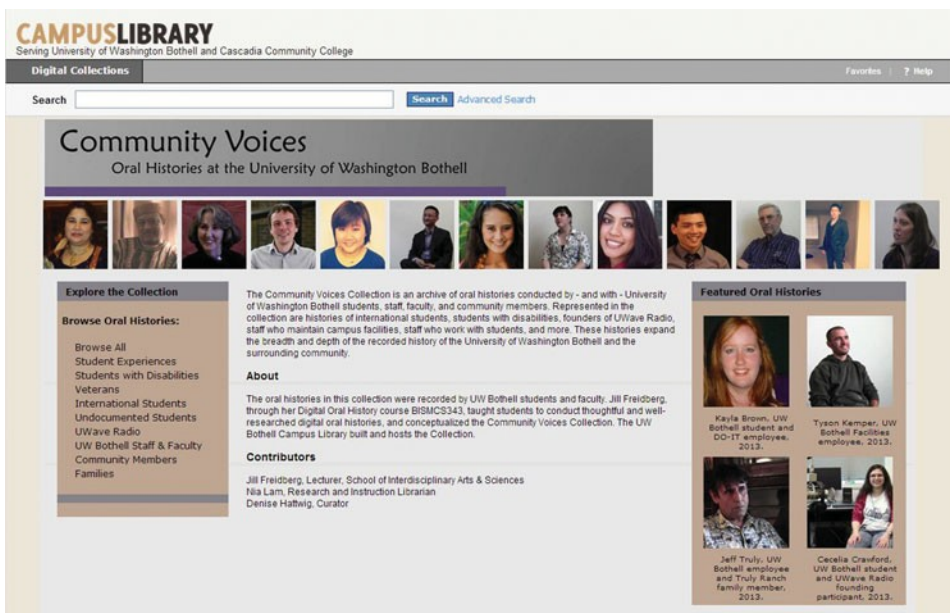 CAMPUSLIBRARY
Serving University of Washington Bothell and Cascadia Community College
Digital Collections
Favorites | ? Help
Search
Search Advanced Search
Community Voices
Oral Histories at the University of Washington Bothell
Explore the Collection
Browse Oral Histories:
Browse All
Student Experiences
Students with Disabilities
Veterans
International Students
Undocumented Students
UWave Radio
UW Bothell Staff & Faculty
Community Members
Families
The Community Voices Collection is an archive of oral histories conducted by - and with - University
of Washington Bothell students, staff, faculty, and community members. Represented in the
collection are histories of international students, students with disabilities, founders of UWave Radio,
staff who maintain campus facilities, staff who work with students, and more. These histories expand
the breadth and depth of the recorded history of the University of Washington Bothell and the
surrounding community.
About
The oral histories in this collection were recorded by UW Bothell students and faculty. Jill Freidberg,
through her Digital Oral History course BISMCS343, taught students to conduct thoughtful and well-
researched digital oral histories, and conceptualized the Community Voices Collection. The UW
Bothell Campus Library built and hosts the Collection.
Contributors
Jill Freidberg, Lecturer, School of Interdisciplinary Arts & Sciences
Nia Lam, Research and Instruction Librarian
Denise Hattwig, Curator
Featured Oral Histories
Kayla Brown, UW
Bothell student and
DO-IT employee,
2013.
Tyson Kemper, UW
Bothell Facilities
employee, 2013.
Jeff Truly, UW
Bothell employee
and Truly Ranch
family member,
2013.
Cecelia Crawford,
UW Bothell student
and UWave Radio
founding
participant, 2013.